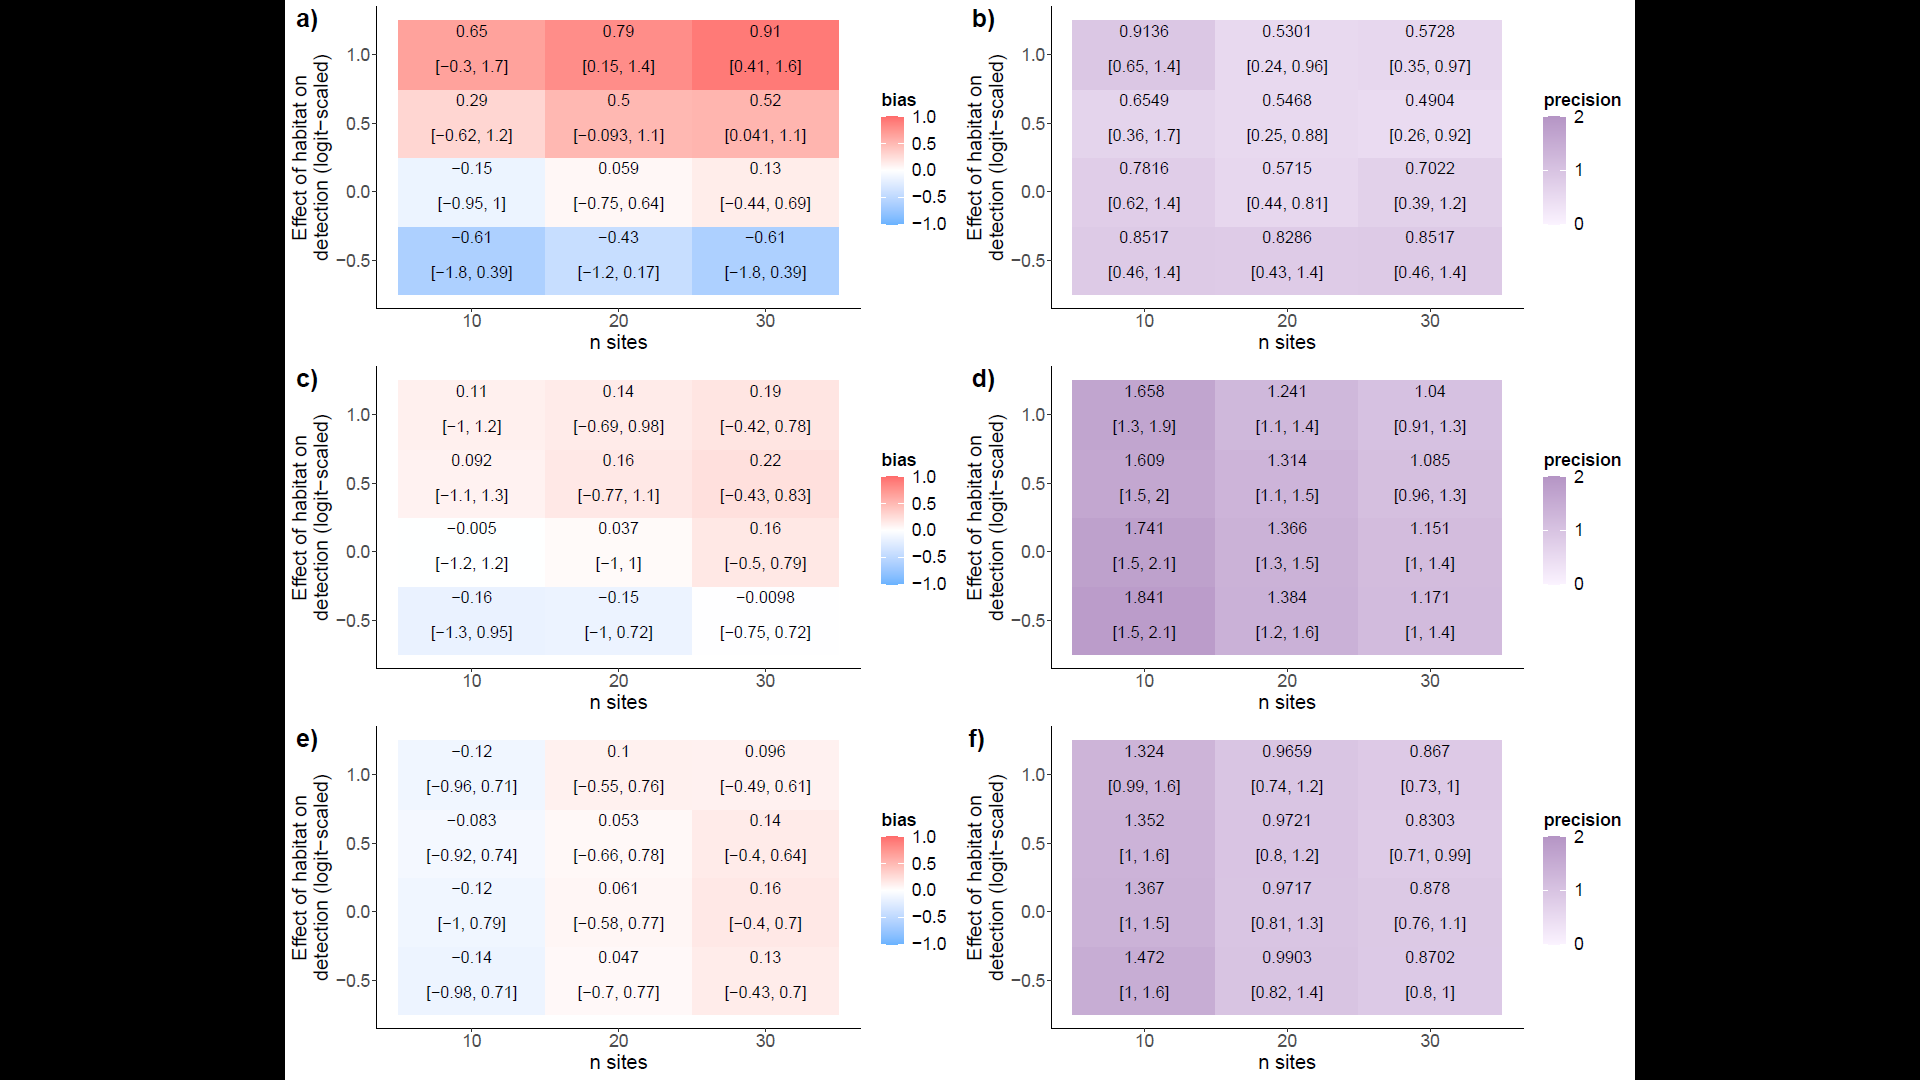 a)
0.65 0.79 0.91
1.0 [−0.3, 1.7] [0.15, 1.4] [0.41, 1.6]
0.29 0.5 0.52
0.5 [−0.62, 1.2] [−0.093, 1.1] [0.041, 1.1]
−0.15 0.059 0.13
0.0 [−0.95, 1] [−0.75, 0.64] [−0.44, 0.69]
−0.61 −0.43 −0.61
−0.5 [−1.8, 0.39] [−1.2, 0.17] [−1.8, 0.39]
10 20 30
n sites
Effect of habitat on
detection (logit−scaled)
bias
1.0
0.5
0.0
−0.5
−1.0
b)
0.9136 0.5301 0.5728
1.0 [0.65, 1.4] [0.24, 0.96] [0.35, 0.97]
0.6549 0.5468 0.4904
0.5 [0.36, 1.7] [0.25, 0.88] [0.26, 0.92]
0.7816 0.5715 0.7022
0.0 [0.62, 1.4] [0.44, 0.81] [0.39, 1.2]
0.8517 0.8286 0.8517
−0.5 [0.46, 1.4] [0.43, 1.4] [0.46, 1.4]
10 20 30
n sites
Effect of habitat on
detection (logit−scaled)
precision
2
1
0
c)
0.11 0.14 0.19
1.0 [−1, 1.2] [−0.69, 0.98] [−0.42, 0.78]
0.092 0.16 0.22
0.5 [−1.1, 1.3] [−0.77, 1.1] [−0.43, 0.83]
−0.005 0.037 0.16
0.0 [−1.2, 1.2] [−1, 1] [−0.5, 0.79]
−0.16 −0.15 −0.0098
−0.5 [−1.3, 0.95] [−1, 0.72] [−0.75, 0.72]
10 20 30
n sites
Effect of habitat on
detection (logit−scaled)
bias
1.0
0.5
0.0
−0.5
−1.0
d)
1.658 1.241 1.04
1.0 [1.3, 1.9] [1.1, 1.4] [0.91, 1.3]
1.609 1.314 1.085
0.5 [1.5, 2] [1.1, 1.5] [0.96, 1.3]
1.741 1.366 1.151
0.0 [1.5, 2.1] [1.3, 1.5] [1, 1.4]
1.841 1.384 1.171
−0.5 [1.5, 2.1] [1.2, 1.6] [1, 1.4]
10 20 30
n sites
Effect of habitat on
detection (logit−scaled)
precision
2
1
0
e)
−0.12 0.1 0.096
1.0 [−0.96, 0.71] [−0.55, 0.76] [−0.49, 0.61]
−0.083 0.053 0.14
0.5 [−0.92, 0.74] [−0.66, 0.78] [−0.4, 0.64]
−0.12 0.061 0.16
0.0 [−1, 0.79] [−0.58, 0.77] [−0.4, 0.7]
−0.14 0.047 0.13
−0.5 [−0.98, 0.71] [−0.7, 0.77] [−0.43, 0.7]
10 20 30
n sites
Effect of habitat on
detection (logit−scaled)
bias
1.0
0.5
0.0
−0.5
−1.0
f)
1.324 0.9659 0.867
1.0 [0.99, 1.6] [0.74, 1.2] [0.73, 1]
1.352 0.9721 0.8303
0.5 [1, 1.6] [0.8, 1.2] [0.71, 0.99]
1.367 0.9717 0.878
0.0 [1, 1.5] [0.81, 1.3] [0.76, 1.1]
1.472 0.9903 0.8702
−0.5 [1, 1.6] [0.82, 1.4] [0.8, 1]
10 20 30
n sites
Effect of habitat on
detection (logit−scaled)
precision
2
1
0